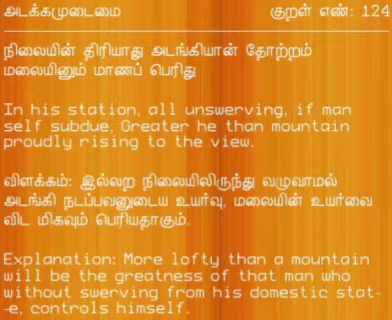 அடக்கமுடைமை குறள் எண்: 124
நிலையின் திரியாது அடங்கியான் தோற்றம்
மலையினும் மாணப் பெரிது
In his station, all unswerving, if man
self subdue, Greater he than mountain
proudly rising to the view.
விளக்கம்: இல்லற நிலையிலிருந்து வழுவாமல்
அடங்கி நடப்பவனுடைய உயர்வு, மலையின் உயர்வை
விட மிகவும் பெரியதாகும்.
Explanation: More lofty than a mountain
will be the greatness of that man who
without swerving from his domestic stat-
-e, controls himself.